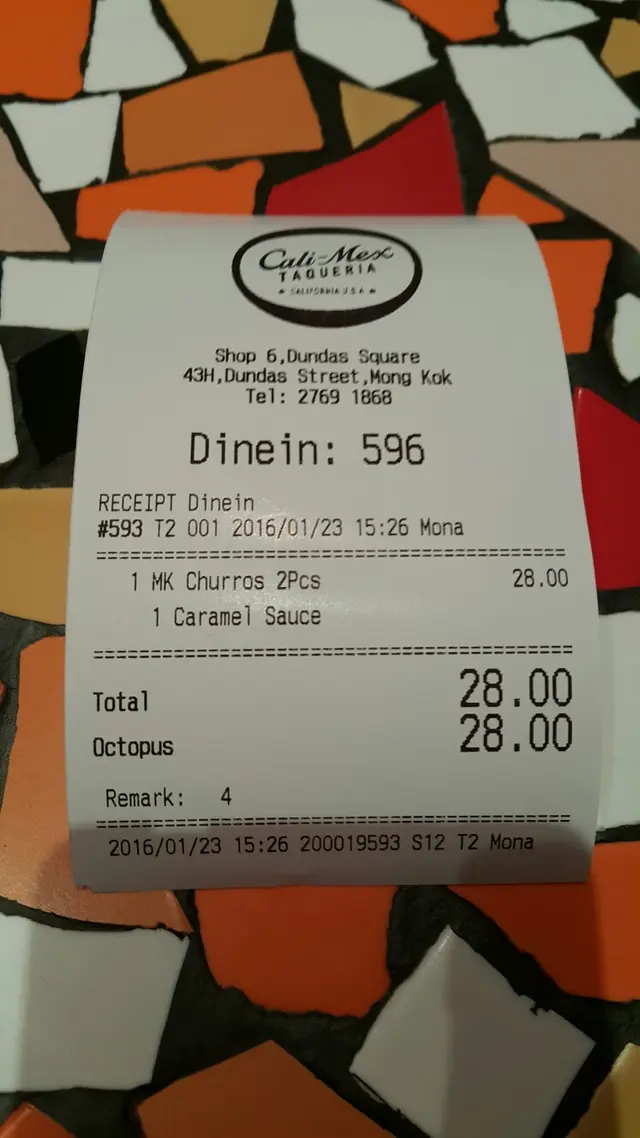 Cali-Mex
TAQUERIA
CALIFORNIA U.S.A
Shop 6,Dundas Square
43H,Dundas Street,Mong Kok
Tel: 2769 1868
Dinein: 596
RECEIPT Dinein
#593 T2 001 2016/01/23 15:26 Mona
=============================================
1 MK Churros 2Pcs 28.00
1 Caramel Sauce
=============================================
Total 28.00
Octopus 28.00
Remark: 4
=============================================
2016/01/23 15:26 200019593 S12 T2 Mona